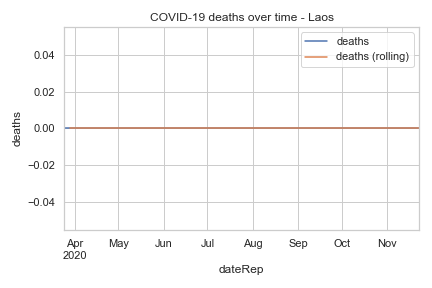 COVID-19 deaths over time - Laos
deaths
deaths (rolling)
deaths
0.04
0.02
0.00
−0.02
−0.04
Apr May Jun Jul Aug Sep Oct Nov
2020
dateRep